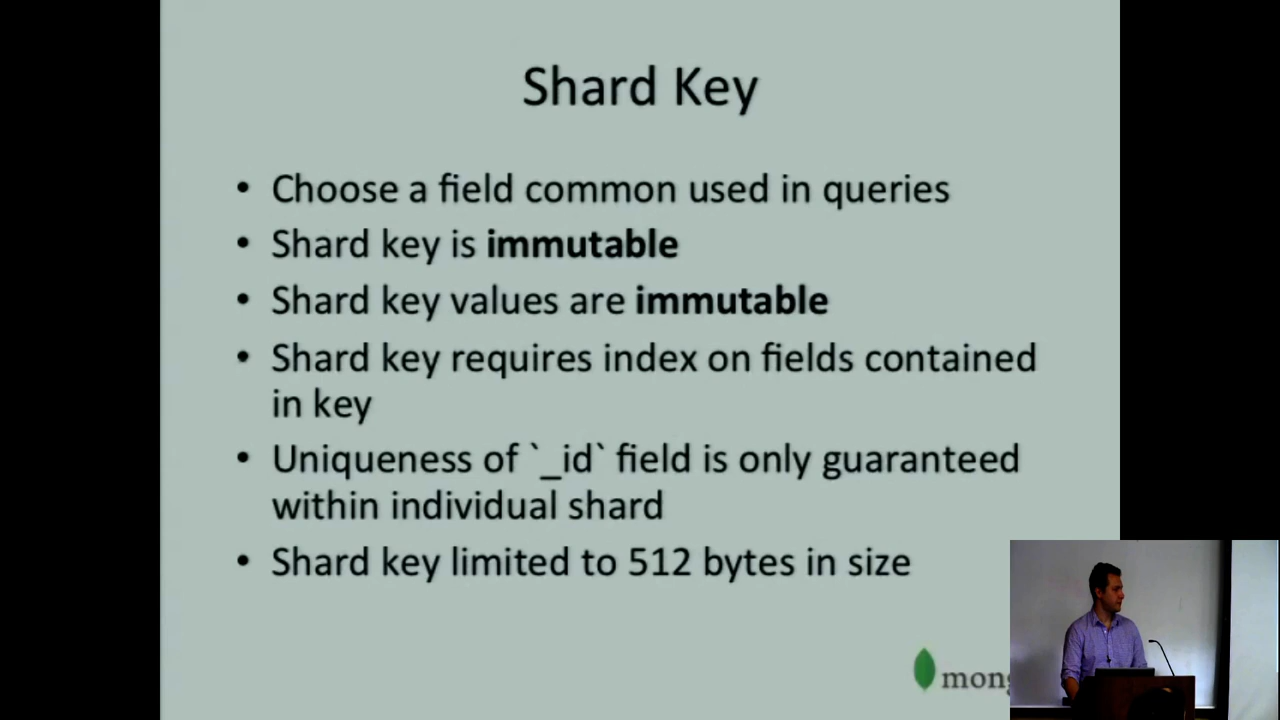 Shard Key
• Choose a field common used in queries
• Shard key is immutable
• Shard key values are immutable
• Shard key requires index on fields contained
in key
• Uniqueness of `_id` field is only guaranteed
within individual shard
• Shard key limited to 512 bytes in size